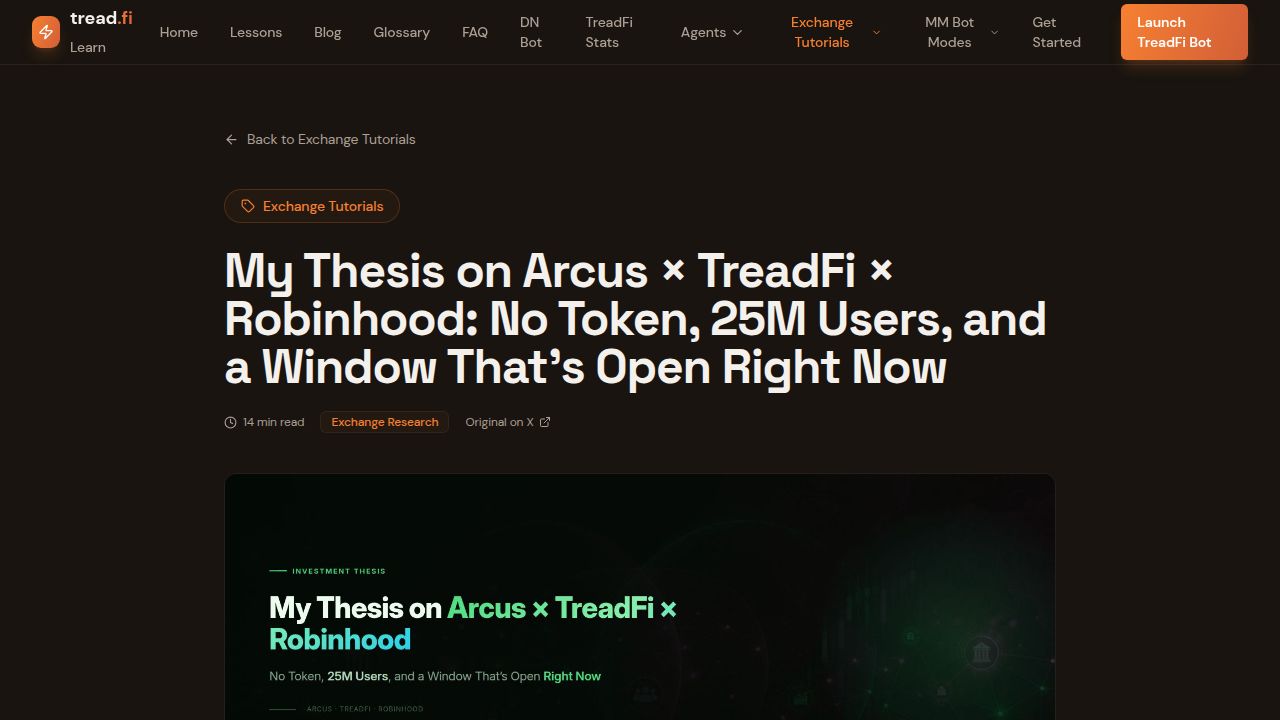 tread.fi
Learn
Home
Lessons
Blog
Glossary
FAQ
DN
Bot
TreadFi
Stats
Agents
Exchange
Tutorials
MM Bot
Modes
Get
Started
Launch
TreadFi Bot
Back to Exchange Tutorials
Exchange Tutorials
My Thesis on Arcus × TreadFi ×
Robinhood: No Token, 25M Users, and
a Window That's Open Right Now
14 min read
Exchange Research
Original on X
INVESTMENT THESIS
My Thesis on Arcus × TreadFi ×
Robinhood
No Token, 25M Users, and a Window That's Open Right Now
ARCUS · TREADFI · ROBINHOOD